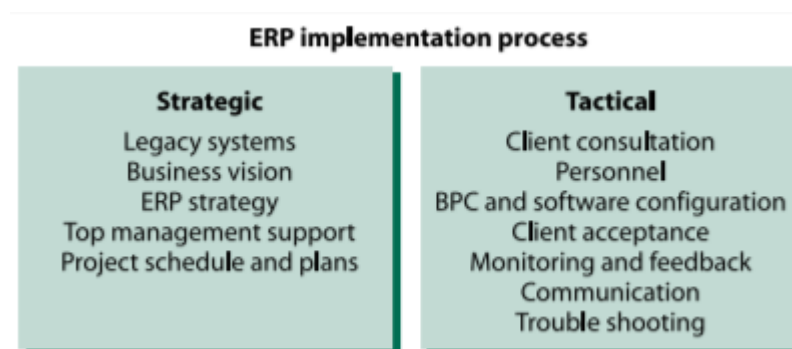 ERP implementation process
Strategic
Legacy systems
Business vision
ERP strategy
Top management support
Project schedule and plans
Tactical
Client consultation
Personnel
BPC and software configuration
Client acceptance
Monitoring and feedback
Communication
Trouble shooting